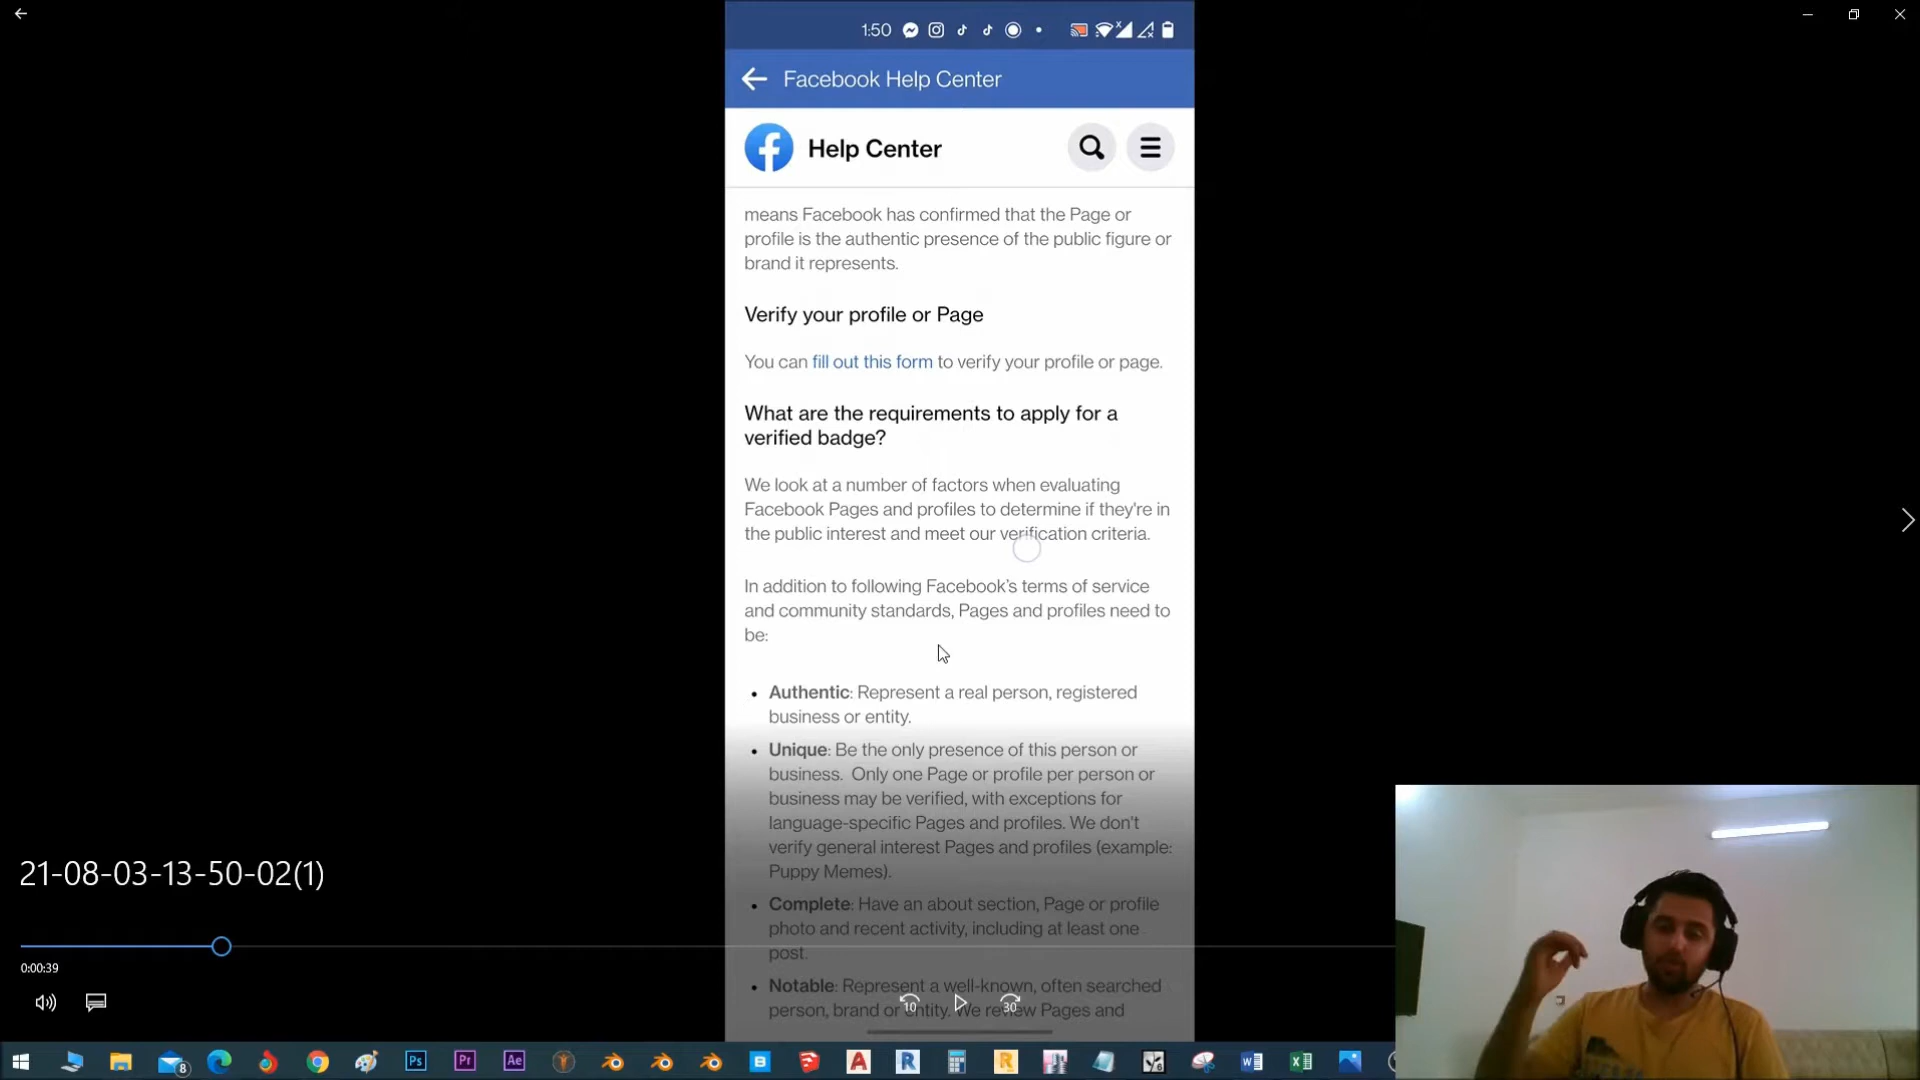 1:50
Facebook Help Center
Help Center
means Facebook has confirmed that the Page or
profile is the authentic presence of the public figure or
brand it represents.
Verify your profile or Page
You can fill out this form to verify your profile or page.
What are the requirements to apply for a
verified badge?
We look at a number of factors when evaluating
Facebook Pages and profiles to determine if they're in
the public interest and meet our verification criteria.
In addition to following Facebook's terms of service
and community standards, Pages and profiles need to
be:
• Authentic: Represent a real person, registered
business or entity.
• Unique: Be the only presence of this person or
business. Only one Page or profile per person or
business may be verified, with exceptions for
language-specific Pages and profiles. We don't
verify general interest Pages and profiles (example:
Puppy Memes).
• Complete: Have an about section, Page or profile
photo and recent activity, including at least one
post.
• Notable: Represent a well-known, often searched
person, brand or entity. We review Pages and
21-08-03-13-50-02(1)
0:00:39
10
30
8
Ps
Pr
Ae
B
A
R
R
W
X